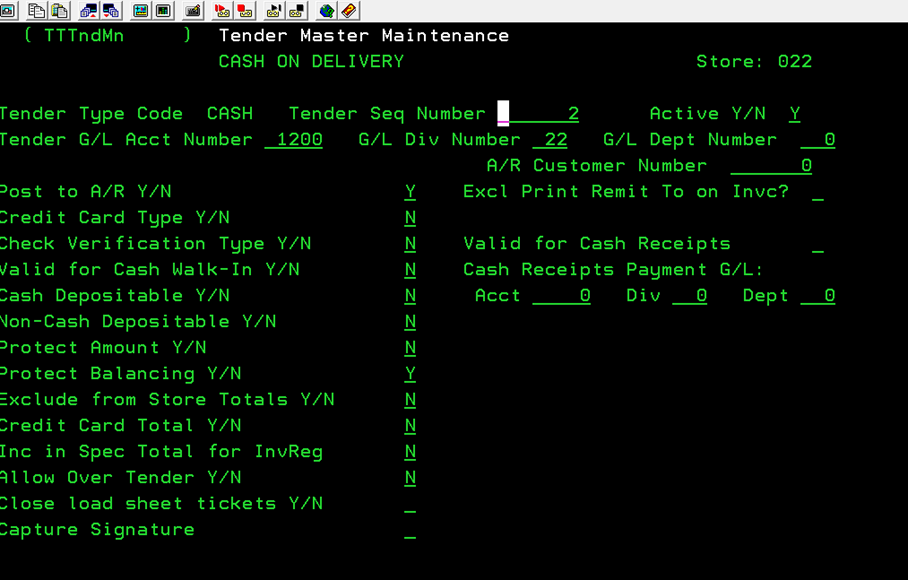 ( TTTndMn ) Tender Master Maintenance
CASH ON DELIVERY Store: 022
Tender Type Code CASH Tender Seq Number 2 Active Y/N Y
Tender G/L Acct Number 1200 G/L Div Number 22 G/L Dept Number 0
A/R Customer Number 0
Post to A/R Y/N Y Excl Print Remit To on Invc? _
Credit Card Type Y/N N
Check Verification Type Y/N N Valid for Cash Receipts _
Valid for Cash Walk-In Y/N N Cash Receipts Payment G/L:
Cash Depositable Y/N N Acct 0 Div 0 Dept 0
Non-Cash Depositable Y/N N
Protect Amount Y/N N
Protect Balancing Y/N Y
Exclude from Store Totals Y/N N
Credit Card Total Y/N N
Inc in Spec Total for InvReg N
Allow Over Tender Y/N N
Close load sheet tickets Y/N _
Capture Signature _